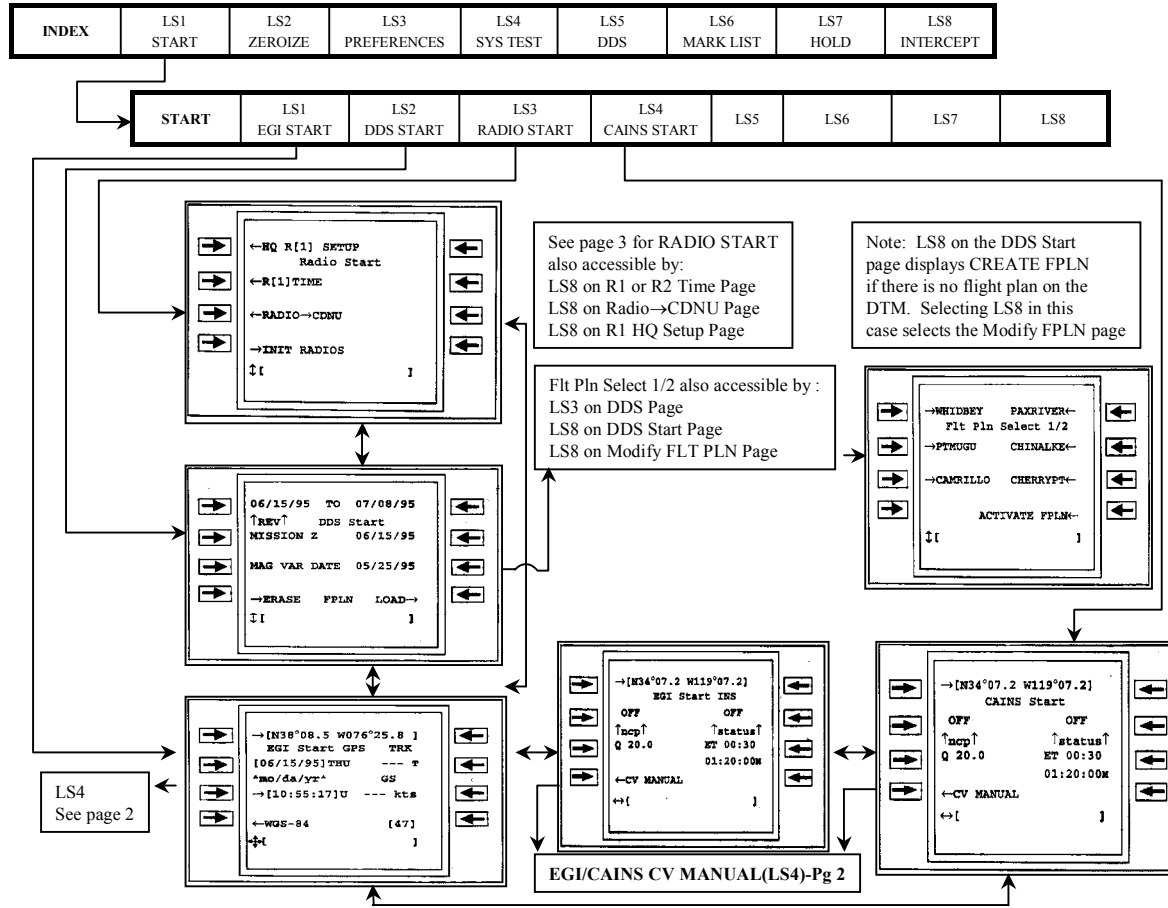 INDEX LS1 START LS2 ZEROIZE LS3 PREFERENCES LS4 SYS TEST LS5 DDS LS6 MARK LIST LS7 HOLD LS8 INTERCEPT
START LS1 EGI START LS2 DDS START LS3 RADIO START LS4 CAINS START LS5 LS6 LS7 LS8
←HQ R[1] SETUP
Radio Start
←R[1]TIME
←RADIO→CDNU
→INIT RADIOS
↕[ ]
See page 3 for RADIO START
also accessible by:
LS8 on R1 or R2 Time Page
LS8 on Radio→CDNU Page
LS8 on R1 HQ Setup Page
Note: LS8 on the DDS Start
page displays CREATE FPLN
if there is no flight plan on the
DTM. Selecting LS8 in this
case selects the Modify FPLN page
Flt Pln Select 1/2 also accessible by :
LS3 on DDS Page
LS8 on DDS Start Page
LS8 on Modify FLT PLN Page
→WHIDBEY PAXRIVER←
Flt Pln Select 1/2
→PTMUGU CHINALKE←
→CAMRILLO CHERRYPT←
ACTIVATE FPLN←
↕[ ]
06/15/95 TO 07/08/95
↑REV↑ DDS Start
MISSION Z 06/15/95
MAG VAR DATE 05/25/95
→ERASE FPLN LOAD→
↕[ ]
→[N38°08.5 W076°25.8 ]
EGI Start GPS TRK
[06/15/95]THU --- T
^mo/da/yr^ GS
→[10:55:17]U --- kts
←WGS-84 [47]
[ ]
LS4
See page 2
→[N34°07.2 W119°07.2]
EGI Start INS
OFF OFF
↑ncp↑ ↑status↑
Q 20.0 ET 00:30
01:20:00M
←CV MANUAL
↔[ ]
→[N34°07.2 W119°07.2]
CAINS Start
OFF OFF
↑ncp↑ ↑status↑
Q 20.0 ET 00:30
01:20:00M
←CV MANUAL
↔[ ]
EGI/CAINS CV MANUAL(LS4)-Pg 2